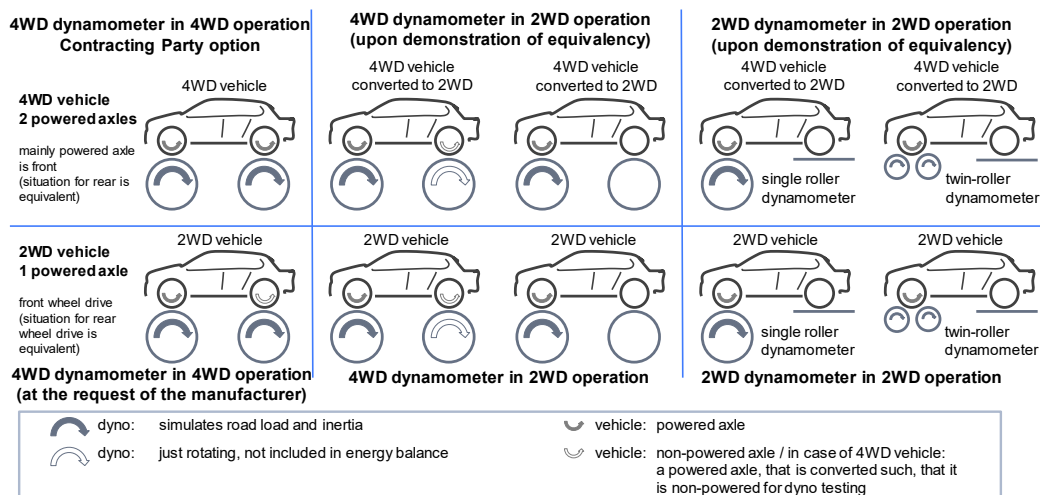 4WD dynamometer in 4WD operation
Contracting Party option
4WD dynamometer in 2WD operation
(upon demonstration of equivalency)
2WD dynamometer in 2WD operation
(upon demonstration of equivalency)
4WD vehicle
2 powered axles
mainly powered axle
is front
(situation for rear is
equivalent)
4WD vehicle
4WD vehicle
converted to 2WD
4WD vehicle
converted to 2WD
4WD vehicle
converted to 2WD
4WD vehicle
converted to 2WD
single roller
dynamometer
twin-roller
dynamometer
2WD vehicle
1 powered axle
front wheel drive
(situation for rear
wheel drive is
equivalent)
2WD vehicle
2WD vehicle
2WD vehicle
2WD vehicle
2WD vehicle
single roller
dynamometer
twin-roller
dynamometer
4WD dynamometer in 4WD operation
(at the request of the manufacturer)
4WD dynamometer in 2WD operation
2WD dynamometer in 2WD operation
dyno: simulates road load and inertia
dyno: just rotating, not included in energy balance
vehicle: powered axle
vehicle: non-powered axle / in case of 4WD vehicle:
a powered axle, that is converted such, that it
is non-powered for dyno testing